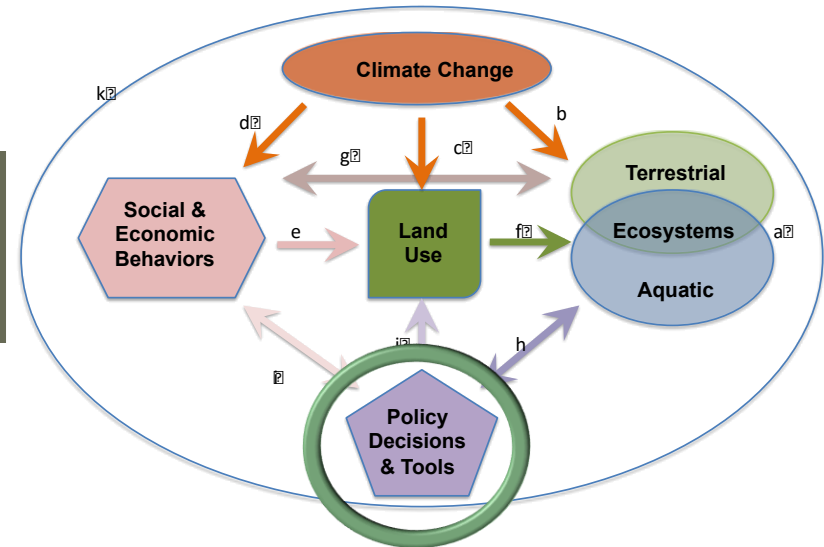 Climate Change
k
d
b
g
c
Terrestrial
Social &
Economic
Behaviors
e
Land
Use
f
Ecosystems
a
Aquatic
h
Policy
Decisions
& Tools